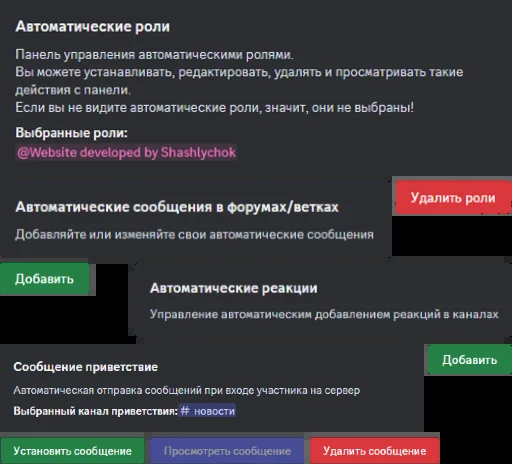 Автоматические роли
Панель управления автоматическими ролями.
Вы можете устанавливать, редактировать, удалять и просматривать такие
действия с панели.
Если вы не видите автоматические роли, значит, они не выбраны!
Выбранные роли:
@Website developed by Shashlychok
Удалить роли
Автоматические сообщения в форумах/ветках
Добавляйте или изменяйте свои автоматические сообщения
Добавить
Автоматические реакции
Управление автоматическим добавлением реакций в каналах
Добавить
Сообщение приветствие
Автоматическая отправка сообщений при входе участника на сервер
Выбранный канал приветствия: # новости
Установить сообщение
Просмотреть сообщение
Удалить сообщение